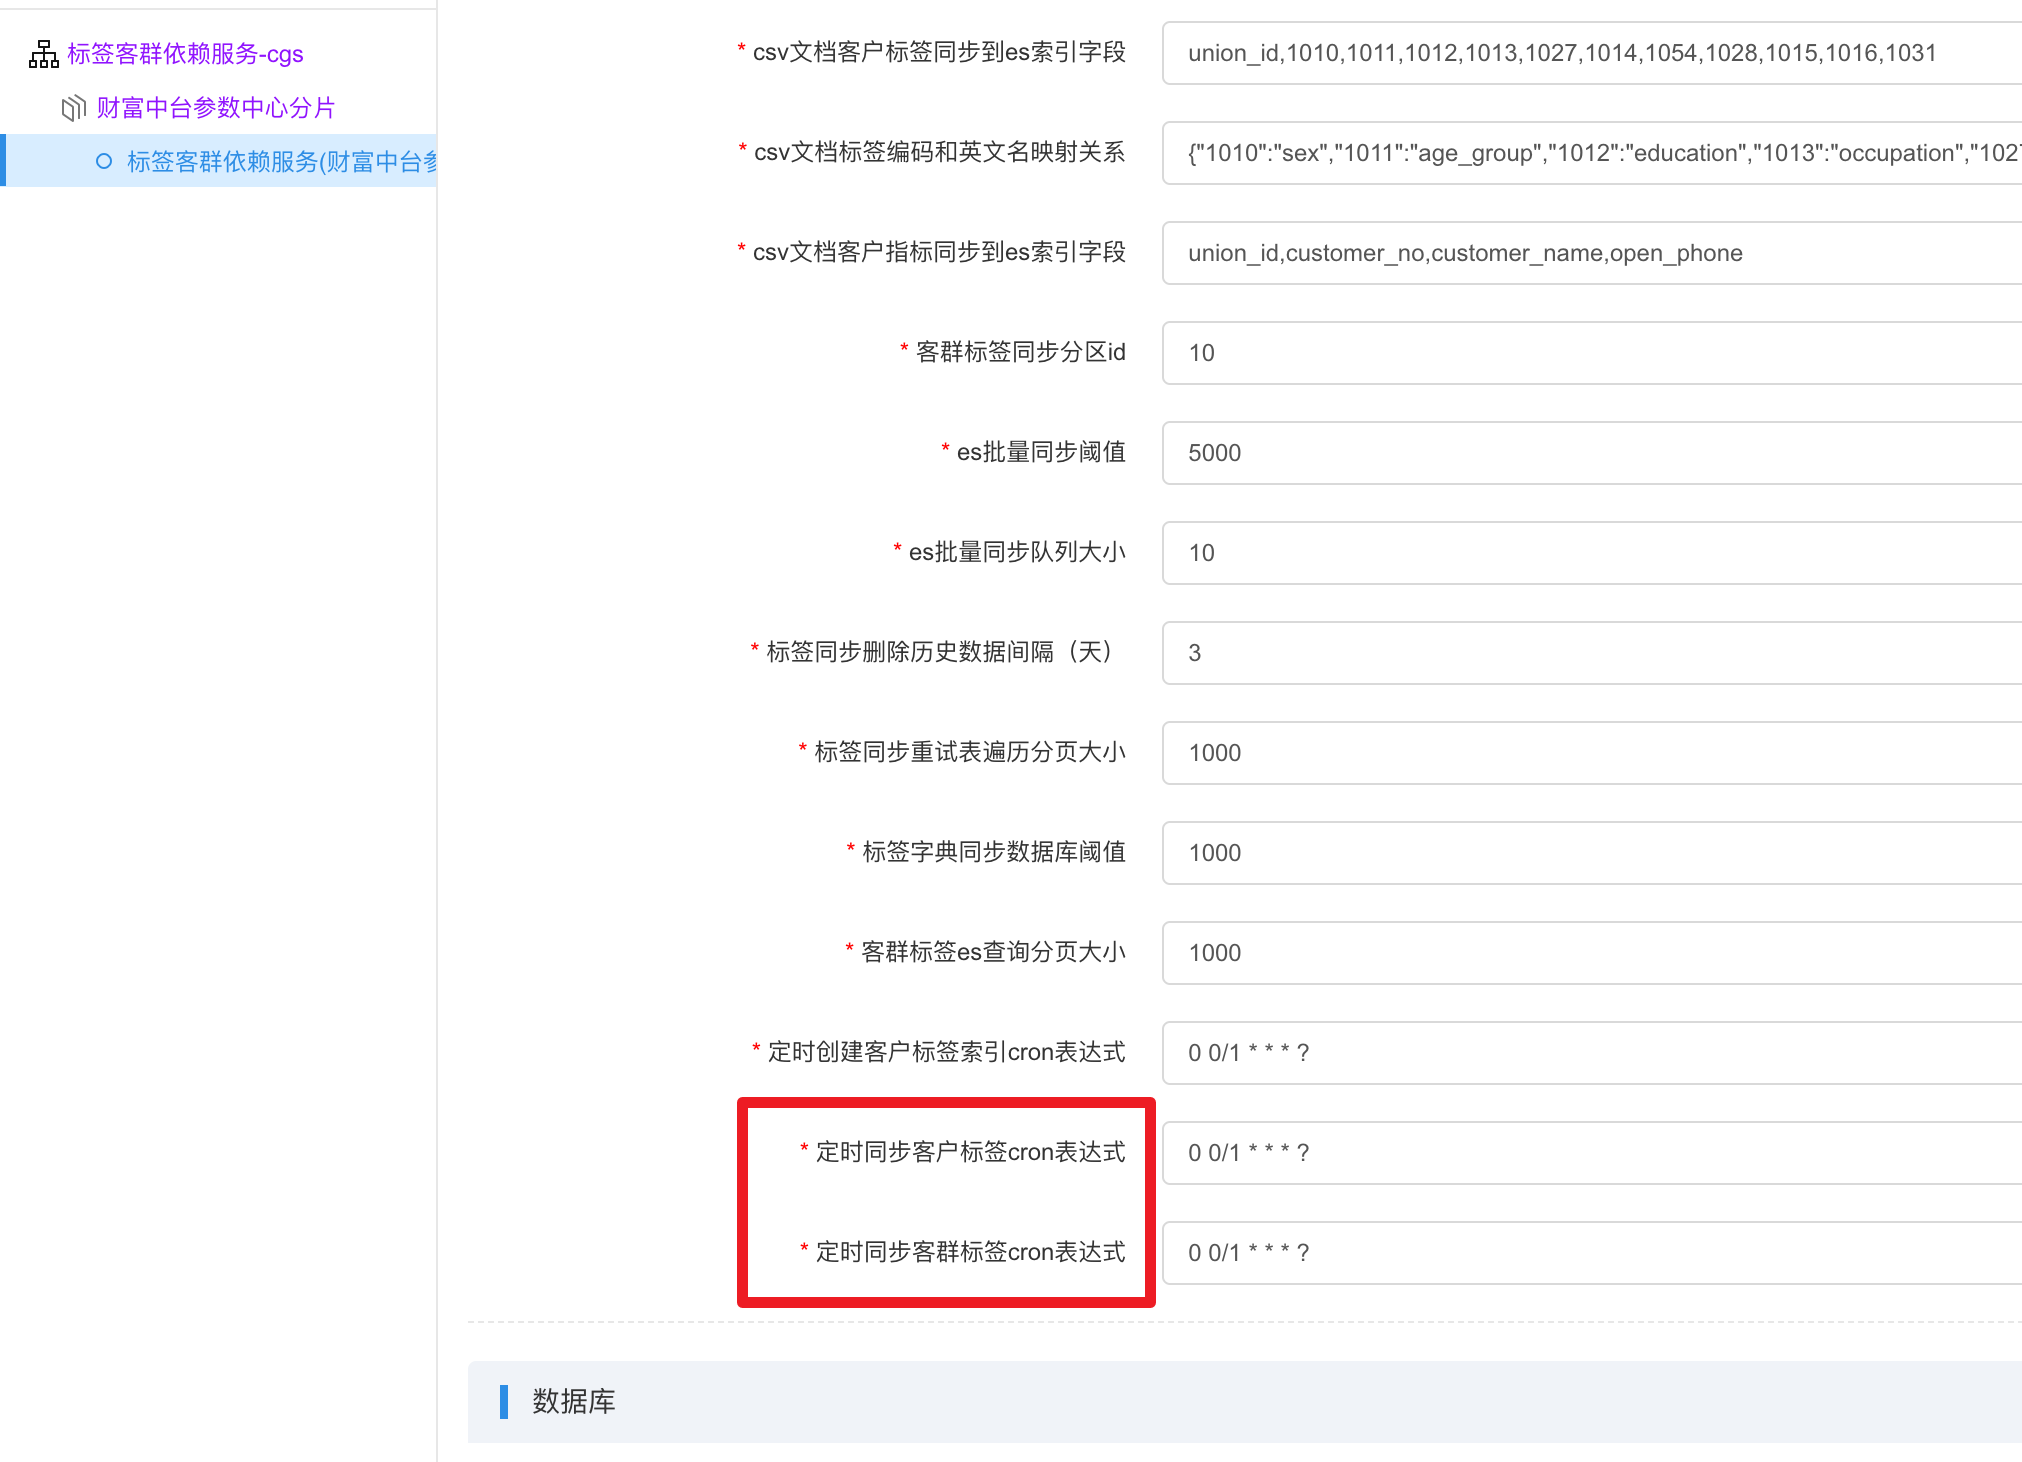 标签客群依赖服务-cgs
财富中台参数中心分片
标签客群依赖服务(财富中台参
* csv文档客户标签同步到es索引字段
union_id,1010,1011,1012,1013,1027,1014,1054,1028,1015,1016,1031
* csv文档标签编码和英文名映射关系
{"1010":"sex","1011":"age_group","1012":"education","1013":"occupation","1027
* csv文档客户指标同步到es索引字段
union_id,customer_no,customer_name,open_phone
* 客群标签同步分区id
10
* es批量同步阈值
5000
* es批量同步队列大小
10
* 标签同步删除历史数据间隔（天）
3
* 标签同步重试表遍历分页大小
1000
* 标签字典同步数据库阈值
1000
* 客群标签es查询分页大小
1000
* 定时创建客户标签索引cron表达式
0 0/1 * * * ?
* 定时同步客户标签cron表达式
0 0/1 * * * ?
* 定时同步客群标签cron表达式
0 0/1 * * * ?
数据库